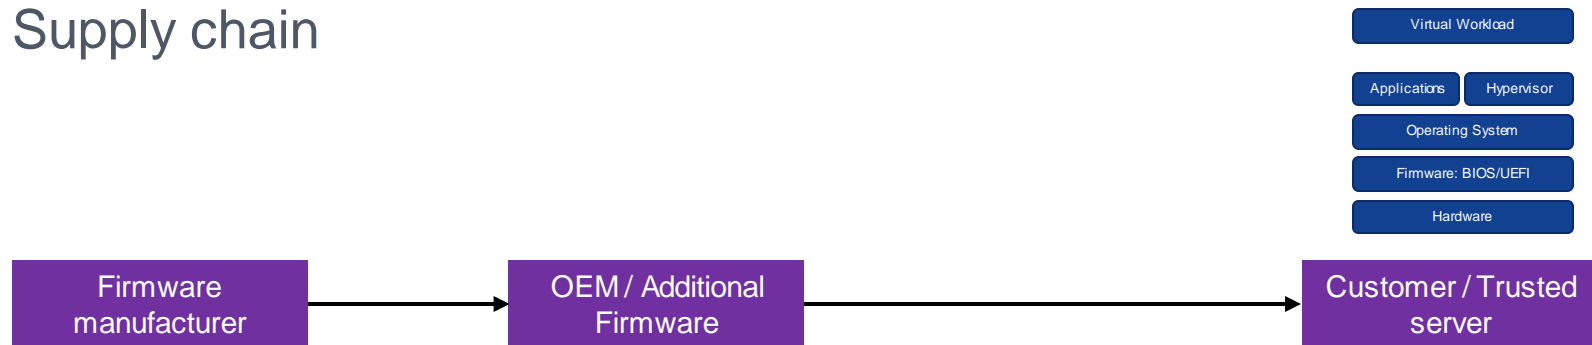 Supply chain
Virtual Workload
Applications Hypervisor
Operating System
Firmware: BIOS/UEFI
Hardware
Firmware
manufacturer
OEM / Additional
Firmware
Customer / Trusted
server